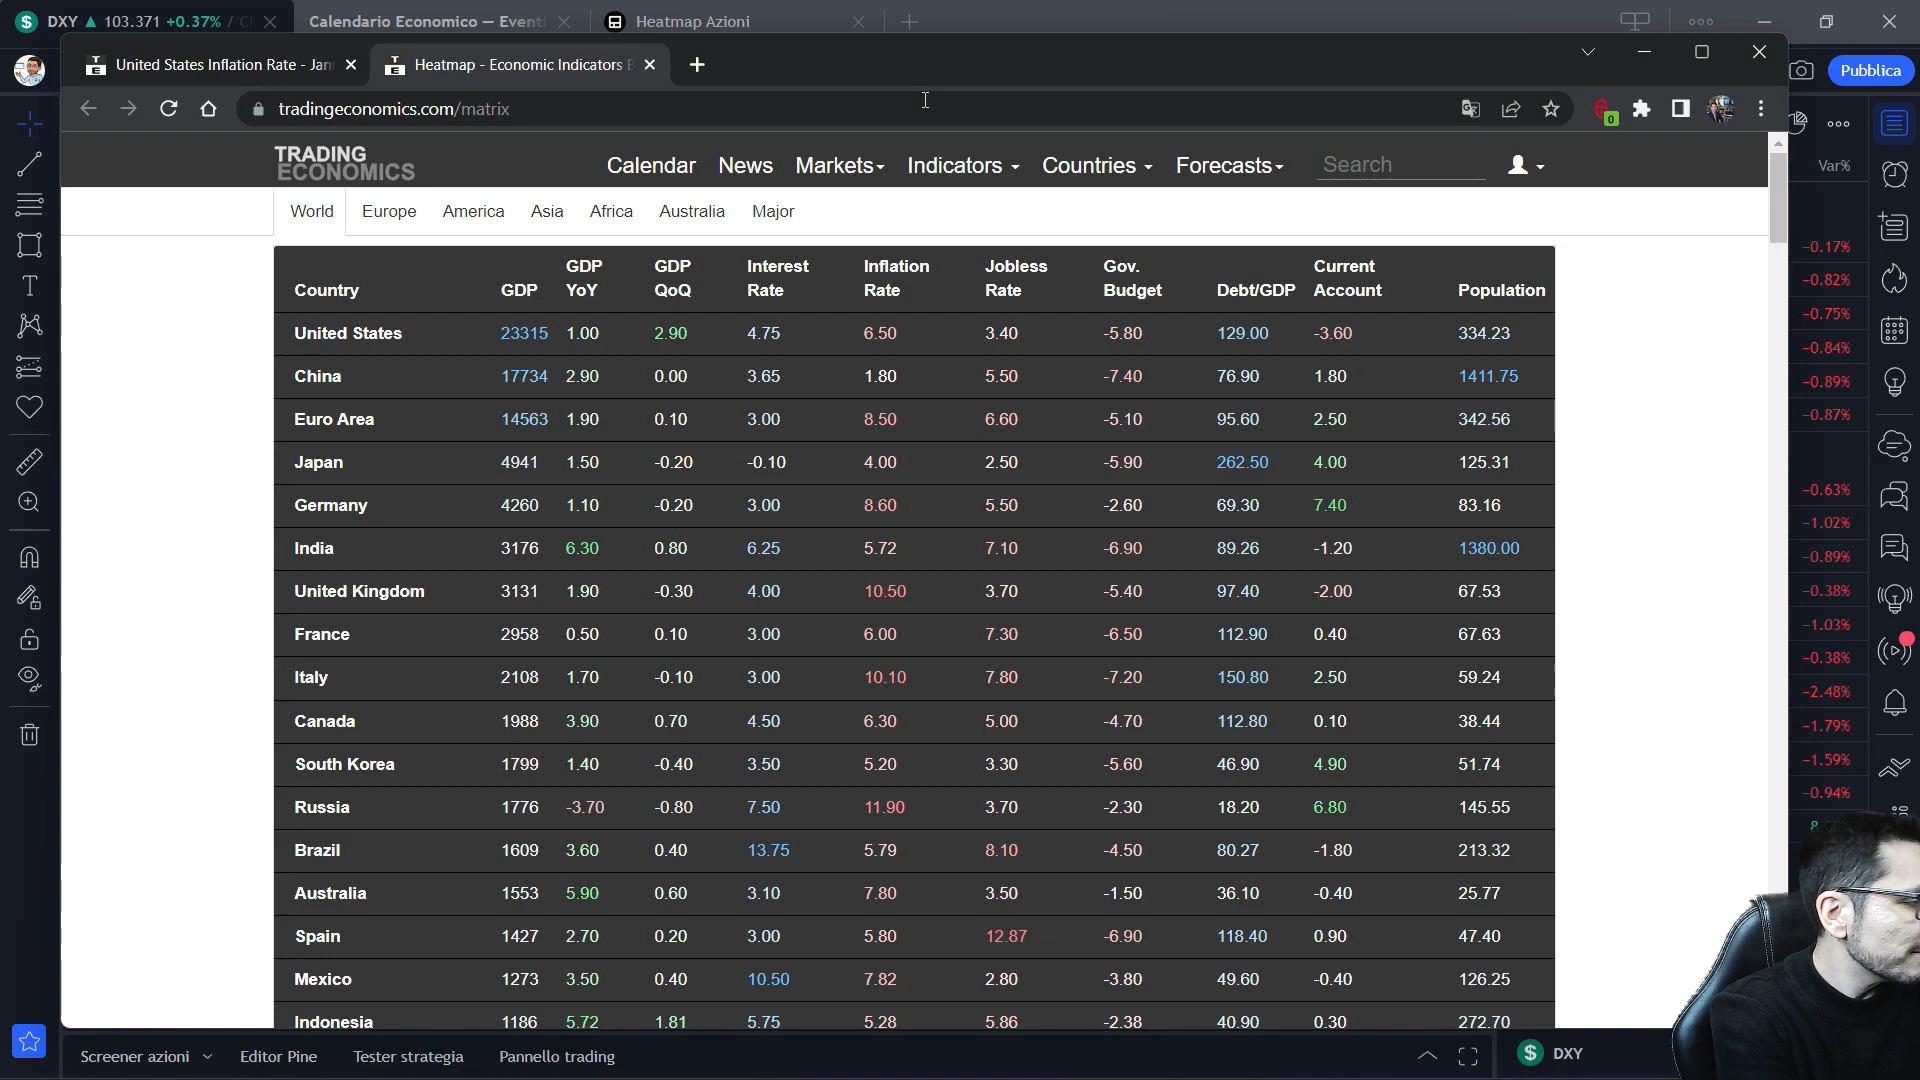 DXY ▲ 103.371 +0.37% /
Calendario Economico — Eventi
Heatmap Azioni
United States Inflation Rate - Jan
Heatmap - Economic Indicators
Pubblica
tradingeconomics.com/matrix
0
TRADING ECONOMICS
Calendar News Markets Indicators Countries Forecasts Search
Var%
World Europe America Asia Africa Australia Major
Country GDP GDP YoY GDP QoQ Interest Rate Inflation Rate Jobless Rate Gov. Budget Debt/GDP Current Account Population
United States 23315 1.00 2.90 4.75 6.50 3.40 -5.80 129.00 -3.60 334.23
China 17734 2.90 0.00 3.65 1.80 5.50 -7.40 76.90 1.80 1411.75
Euro Area 14563 1.90 0.10 3.00 8.50 6.60 -5.10 95.60 2.50 342.56
Japan 4941 1.50 -0.20 -0.10 4.00 2.50 -5.90 262.50 4.00 125.31
Germany 4260 1.10 -0.20 3.00 8.60 5.50 -2.60 69.30 7.40 83.16
India 3176 6.30 0.80 6.25 5.72 7.10 -6.90 89.26 -1.20 1380.00
United Kingdom 3131 1.90 -0.30 4.00 10.50 3.70 -5.40 97.40 -2.00 67.53
France 2958 0.50 0.10 3.00 6.00 7.30 -6.50 112.90 0.40 67.63
Italy 2108 1.70 -0.10 3.00 10.10 7.80 -7.20 150.80 2.50 59.24
Canada 1988 3.90 0.70 4.50 6.30 5.00 -4.70 112.80 0.10 38.44
South Korea 1799 1.40 -0.40 3.50 5.20 3.30 -5.60 46.90 4.90 51.74
Russia 1776 -3.70 -0.80 7.50 11.90 3.70 -2.30 18.20 6.80 145.55
Brazil 1609 3.60 0.40 13.75 5.79 8.10 -4.50 80.27 -1.80 213.32
Australia 1553 5.90 0.60 3.10 7.80 3.50 -1.50 36.10 -0.40 25.77
Spain 1427 2.70 0.20 3.00 5.80 12.87 -6.90 118.40 0.90 47.40
Mexico 1273 3.50 0.40 10.50 7.82 2.80 -3.80 49.60 -0.40 126.25
Indonesia 1186 5.72 1.81 5.75 5.28 5.86 -2.38 40.90 0.30 272.70
−0.17%
−0.82%
−0.75%
−0.84%
−0.89%
−0.87%
−0.63%
−1.02%
−0.89%
−0.38%
−1.03%
−0.38%
−2.48%
−1.79%
−1.59%
−0.94%
Screener azioni Editor Pine Tester strategia Pannello trading
DXY